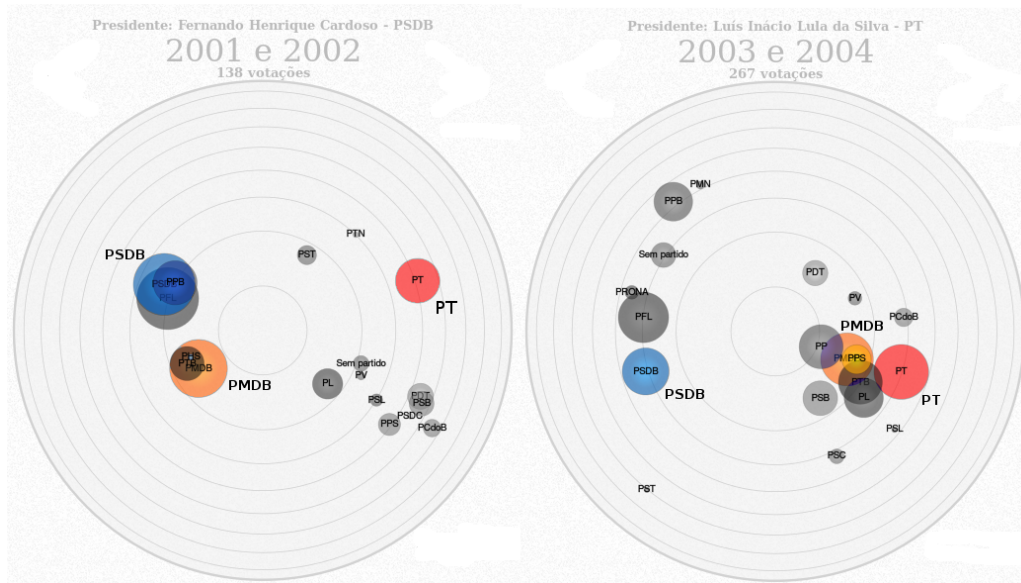 Presidente: Fernando Henrique Cardoso - PSDB
2001 e 2002
138 votações
PTN
PST
PSDB
PPB
PT
PFL
PT
PHS
PTB
PMDB
PMDB
Sem partido
PV
PL
PSL
PDT
PSB
PSDC
PPS
PCdoB
Presidente: Luís Inácio Lula da Silva - PT
2003 e 2004
267 votações
PMN
PPB
Sem partido
PDT
PRONA
PV
PFL
PCdoB
PMDB
PP
PPS
PSDB
PT
PTB
PSDB
PSB
PL
PT
PSL
PSC
PST